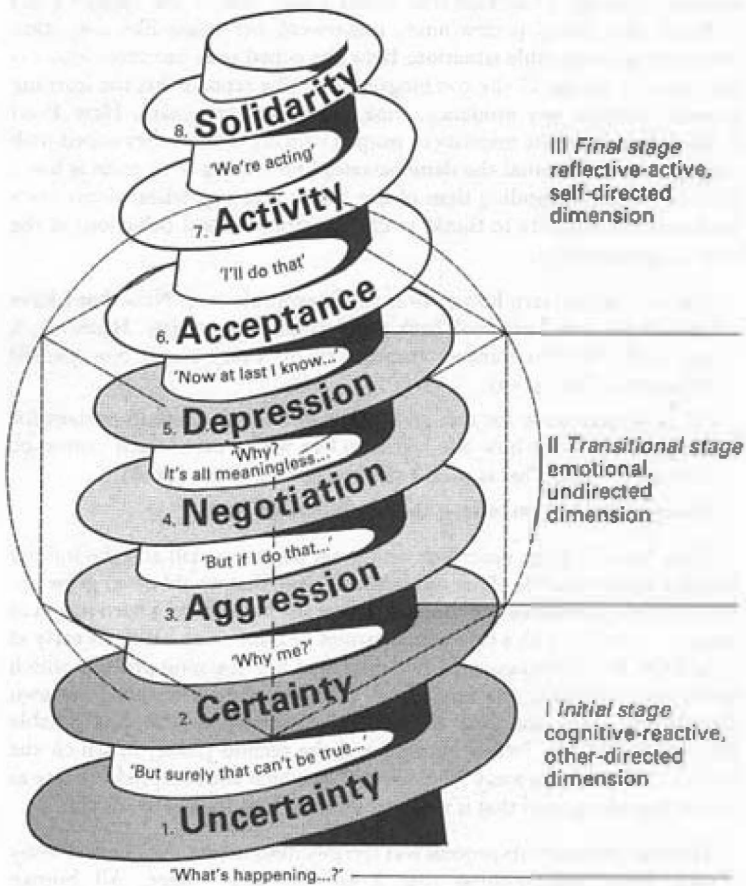 8. Solidarity
'We're acting'
7. Activity
'I'll do that'
6. Acceptance
'Now at last I know...'
5. Depression
'Why?
It's all meaningless...'
4. Negotiation
'But if I do that...'
3. Aggression
'Why me?'
2. Certainty
'But surely that can't be true...'
1. Uncertainty
'What's happening...?'
III Final stage
reflective-active,
self-directed
dimension
II Transitional stage
emotional,
undirected
dimension
I Initial stage
cognitive-reactive,
other-directed
dimension